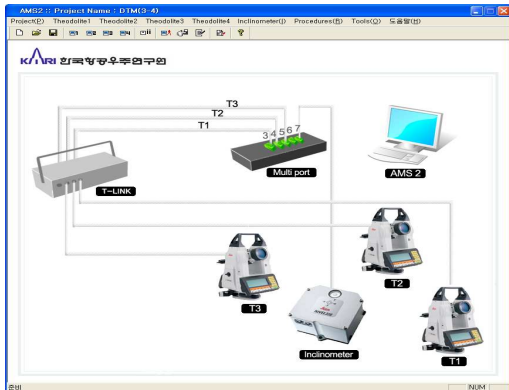 AMS2 :: Project Name : DTM(3-4)
Project(P) Theodolite1 Theodolite2 Theodolite3 Theodolite4 Inclinometer(I) Procedures(R) Tools(O) 도움말(H)
KARI 한국항공우주연구원
T3
T2
T1
3 4 5 6 7
T-LINK
Multi port
AMS 2
T3
T2
Inclinometer
T1
준비
NUM